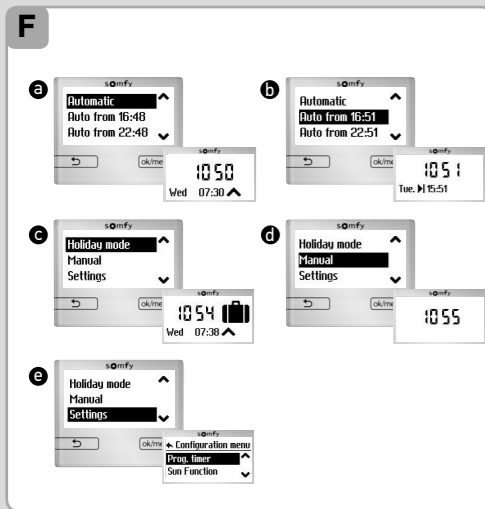 F
a
somfy
Automatic
Auto from 16:48
Auto from 22:48
ok/me
somfy
10 50
Wed 07:30
b
somfy
Automatic
Auto from 16:51
Auto from 22:51
ok/me
somfy
10 51
Tue. 15:51
c
somfy
Holiday mode
Manual
Settings
ok/me
somfy
10 54
Wed 07:38
d
somfy
Holiday mode
Manual
Settings
ok/me
somfy
10 55
e
somfy
Holiday mode
Manual
Settings
ok/me
somfy
Configuration menu
Prog. timer
Sun Function